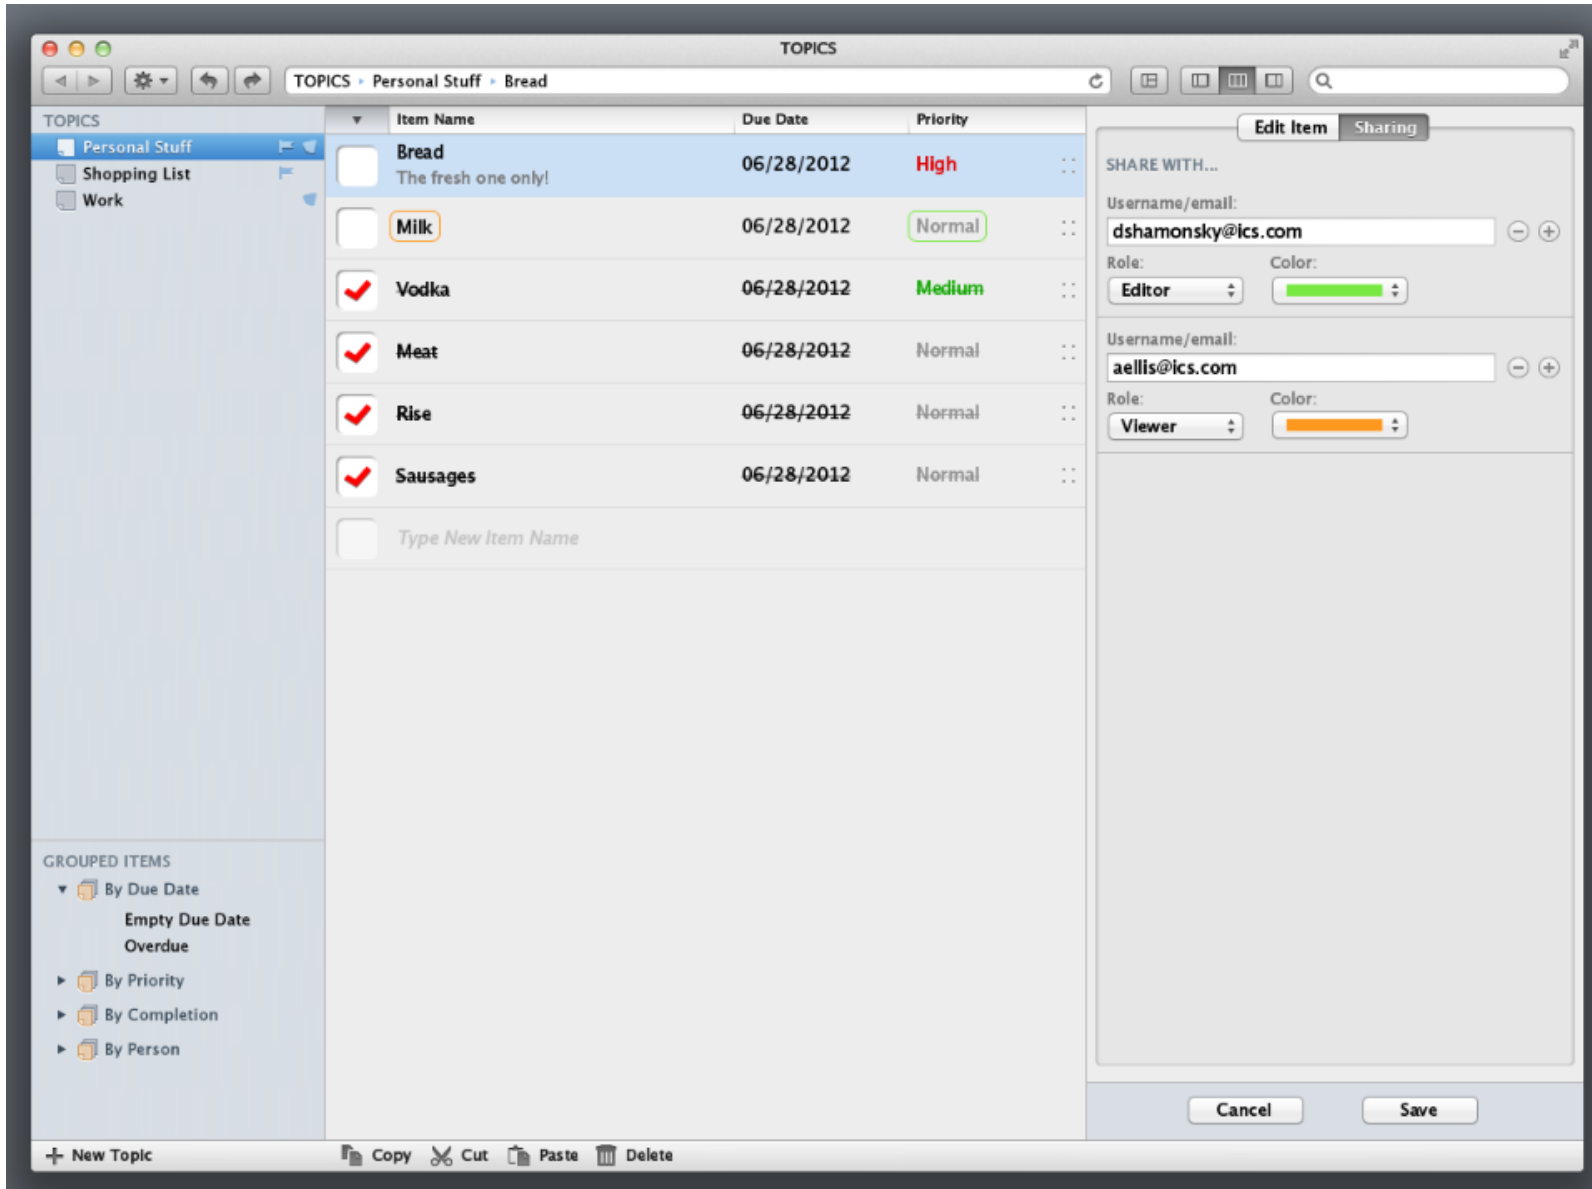 TOPICS
TOPICS Personal Stuff Bread
TOPICS
Personal Stuff
Shopping List
Work
Item Name Due Date Priority
Bread 06/28/2012 High
The fresh one only!
Milk 06/28/2012 Normal
Vodka 06/28/2012 Medium
Meat 06/28/2012 Normal
Rise 06/28/2012 Normal
Sausages 06/28/2012 Normal
Type New Item Name
Edit Item Sharing
SHARE WITH...
Username/email:
dshamonsky@ics.com
Role: Color:
Editor
Username/email:
aellis@ics.com
Role: Color:
Viewer
GROUPED ITEMS
By Due Date
Empty Due Date
Overdue
By Priority
By Completion
By Person
Cancel Save
New Topic Copy Cut Paste Delete